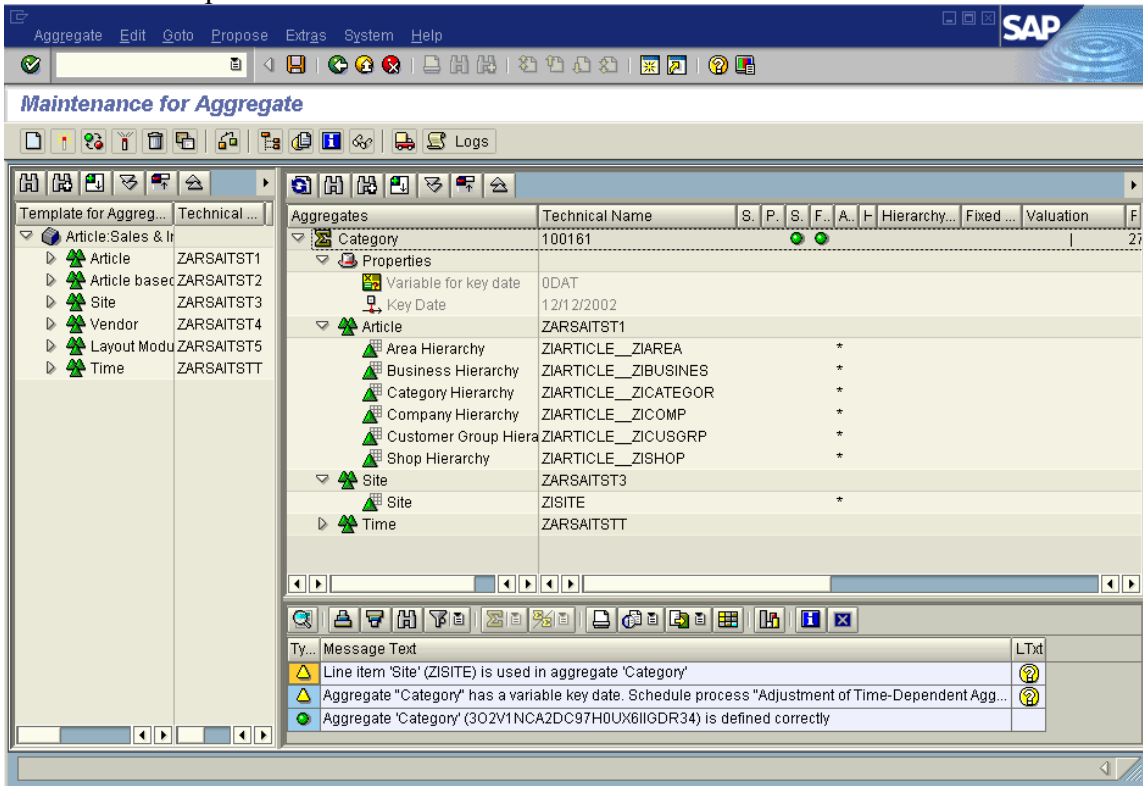 Aggregate Edit Goto Propose Extras System Help
SAP
Maintenance for Aggregate
Logs
Template for Aggreg... Technical ...
Article:Sales & In
Article ZARSAITST1
Article based ZARSAITST2
Site ZARSAITST3
Vendor ZARSAITST4
Layout Modu ZARSAITST5
Time ZARSAITSTT
Aggregates Technical Name S. P. S. F.. A.. H Hierarchy... Fixed ... Valuation F
Category 100161 | 27
Properties
Variable for key date 0DAT
Key Date 12/12/2002
Article ZARSAITST1
Area Hierarchy ZIARTICLE__ZIAREA *
Business Hierarchy ZIARTICLE__ZIBUSINES *
Category Hierarchy ZIARTICLE__ZICATEGOR *
Company Hierarchy ZIARTICLE__ZICOMP *
Customer Group Hiera ZIARTICLE__ZICUSGRP *
Shop Hierarchy ZIARTICLE__ZISHOP *
Site ZARSAITST3
Site ZISITE *
Time ZARSAITSTT
Ty... Message Text LTxt
Line item 'Site' (ZISITE) is used in aggregate 'Category'
Aggregate "Category" has a variable key date. Schedule process "Adjustment of Time-Dependent Agg...
Aggregate 'Category' (3O2V1NCA2DC97H0UX6IIGDR34) is defined correctly